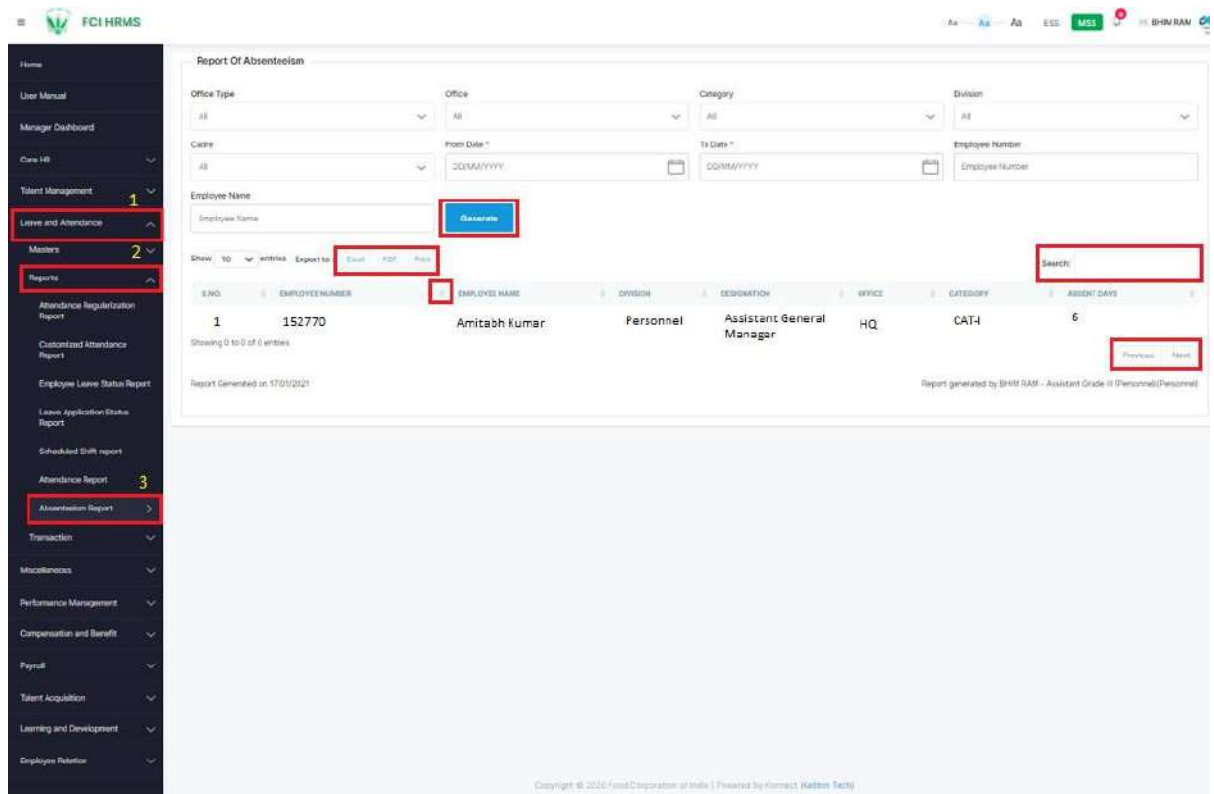 FCI HRMS
Aa Aa Aa ESS MSS Hi BHIM RAM
Home
User Manual
Manager Dashboard
Core HR
Talent Management
1
Leave and Attendance
Masters
2
Reports
Attendance Regularization
Report
Customized Attendance
Report
Employee Leave Status Report
Leave Application Status
Report
Scheduled Shift report
Attendance Report
3
Absenteeism Report
Transaction
Miscellaneous
Performance Management
Compensation and Benefit
Payroll
Talent Acquisition
Learning and Development
Employee Relation
Report Of Absenteeism
Office Type Office Category Division
All All All All
Cadre From Date * To Date * Employee Number
All DD/MM/YYYY DD/MM/YYYY Employee Number
Employee Name
Employee Name Generate
Show 10 entries Export to : Excel PDF Print
Search:
S.NO. EMPLOYEE NUMBER EMPLOYEE NAME DIVISION DESIGNATION OFFICE CATEGORY ABSENT DAYS
1 152770 Amitabh Kumar Personnel Assistant General HQ CAT-I 6
Manager
Showing 0 to 0 of 0 entries
Previous Next
Report Generated on 17/01/2021 Report generated by BHIM RAM - Assistant Grade III (Personnel)(Personnel)
Copyright © 2020 Food Corporation of India | Powered by Konnect (Kellton Tech)